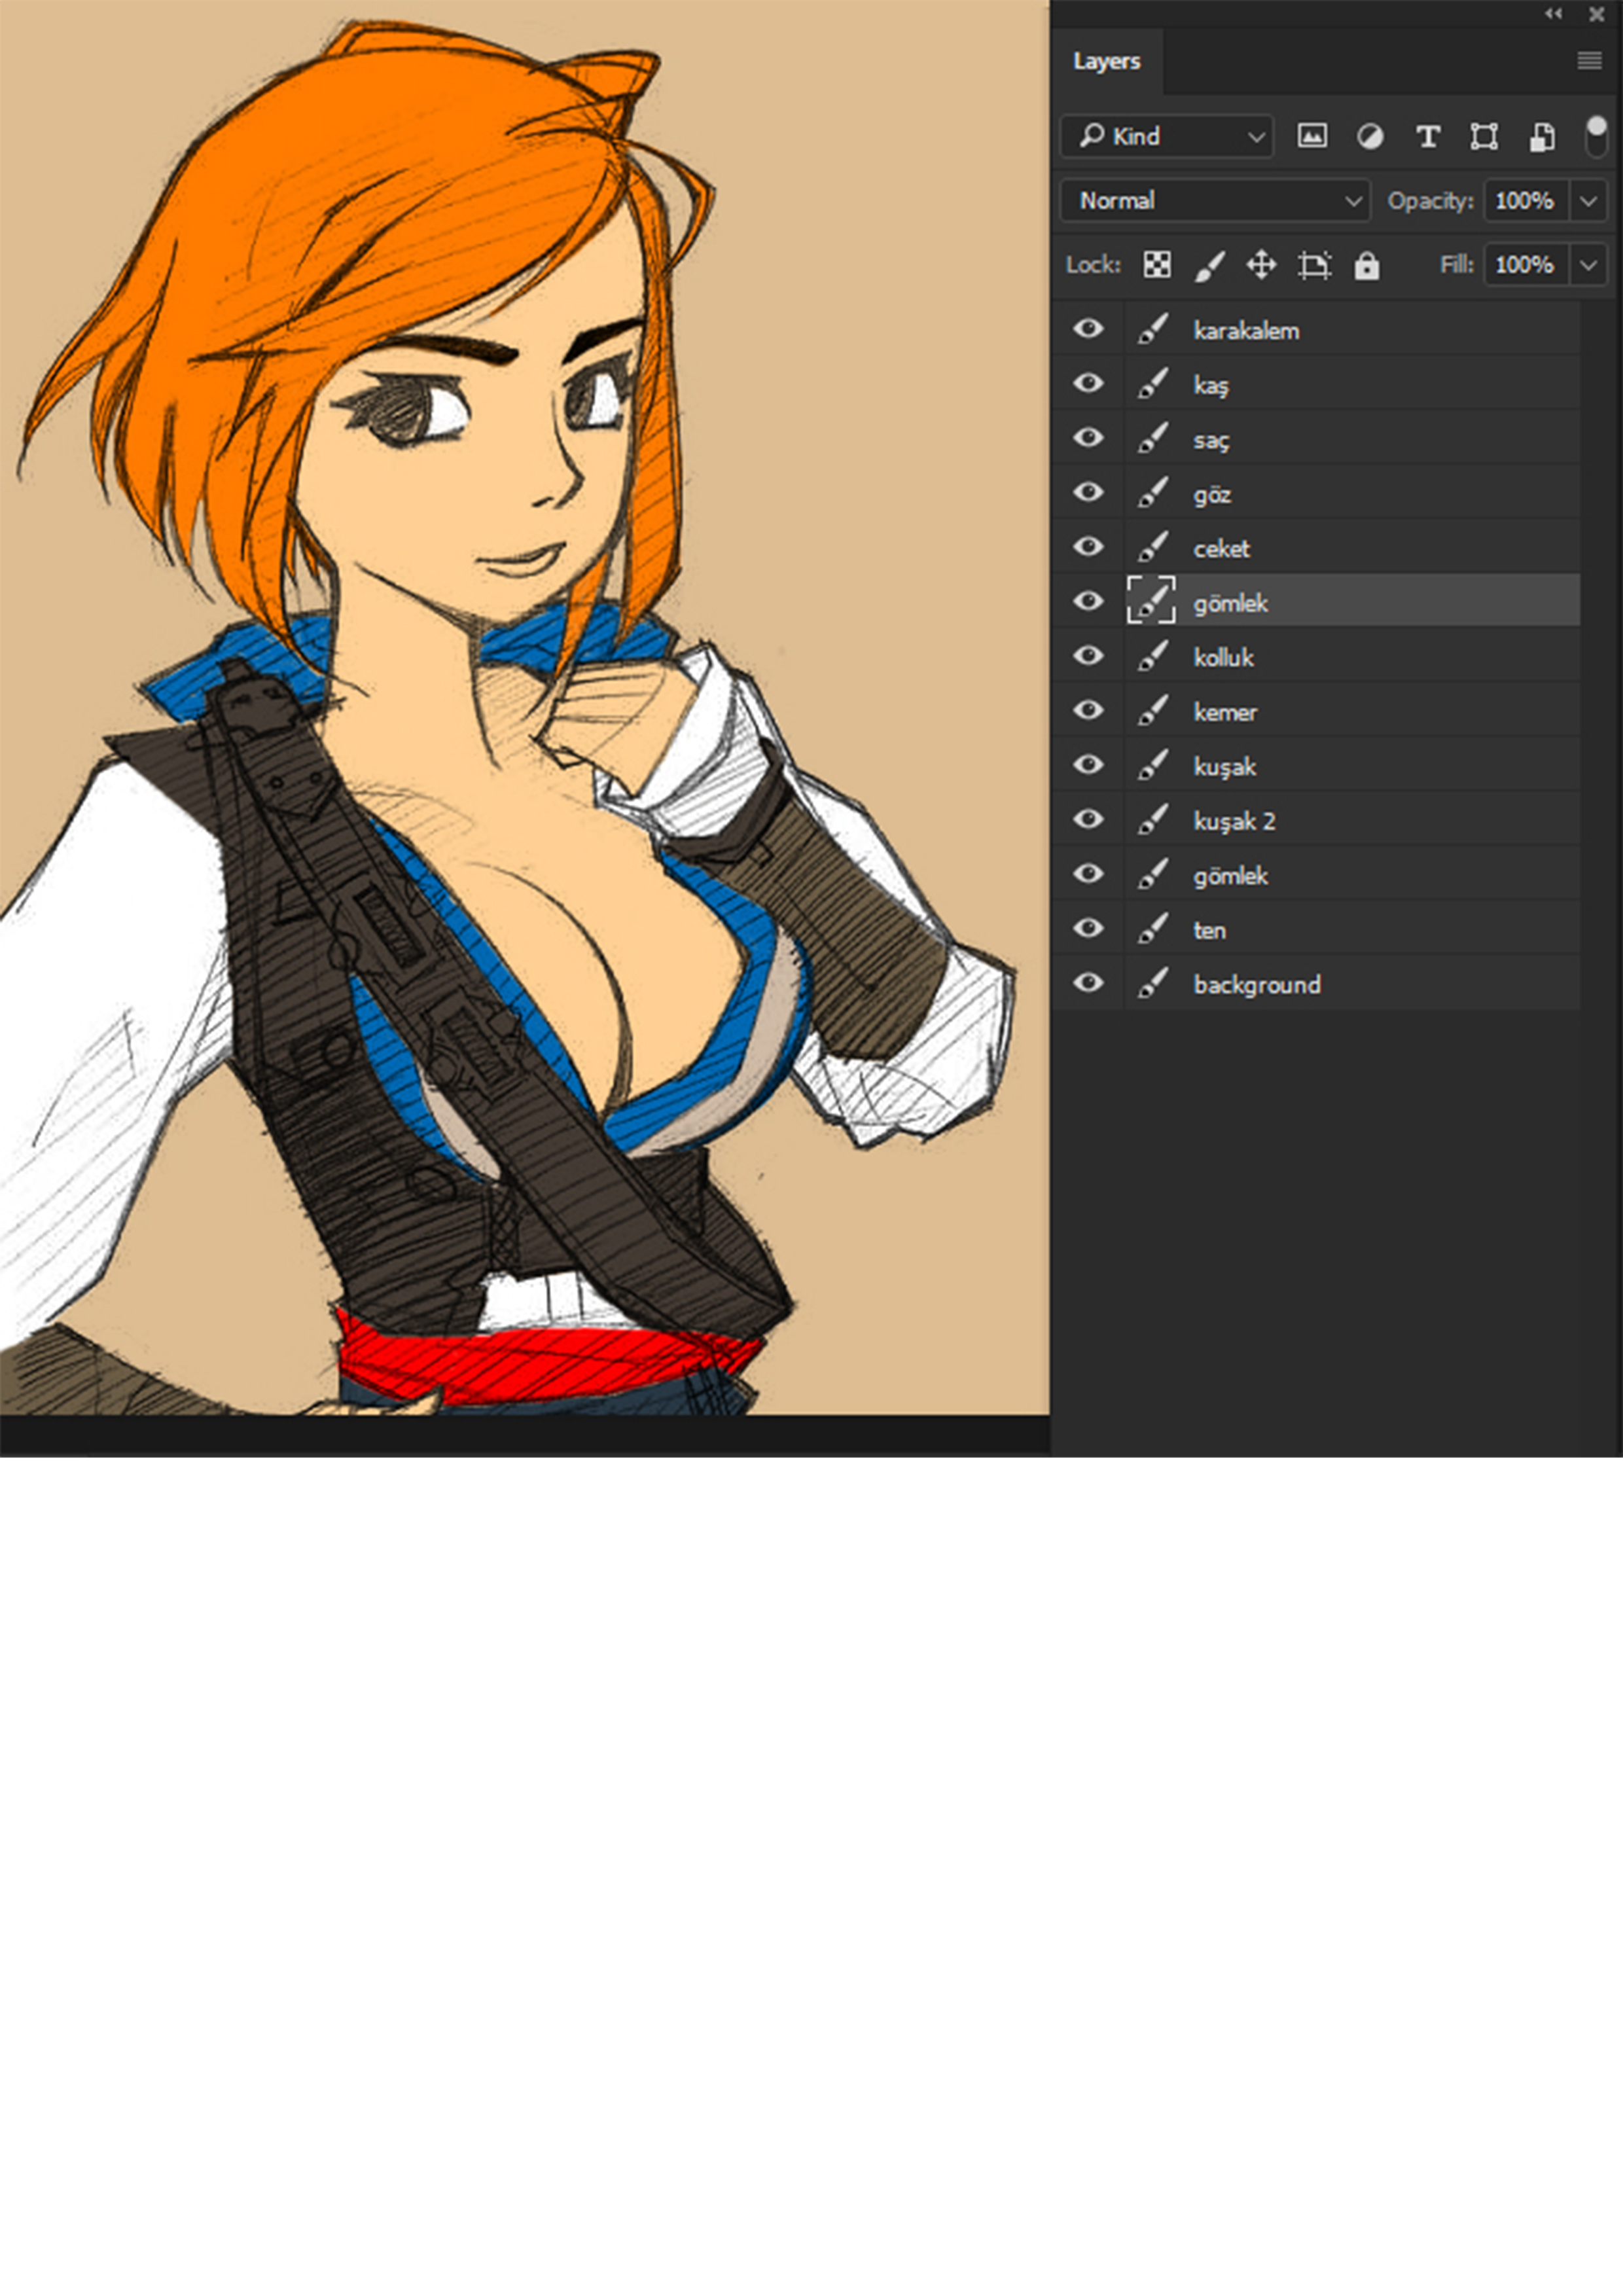 Layers
Kind
Normal Opacity: 100%
Lock: Fill: 100%
karakalem
kaş
saç
göz
ceket
gömlek
kolluk
kemer
kuşak
kuşak 2
gömlek
ten
background